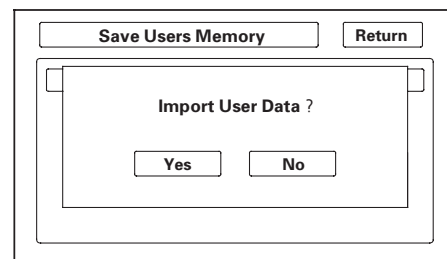 Save Users Memory Return
Import User Data ?
Yes No